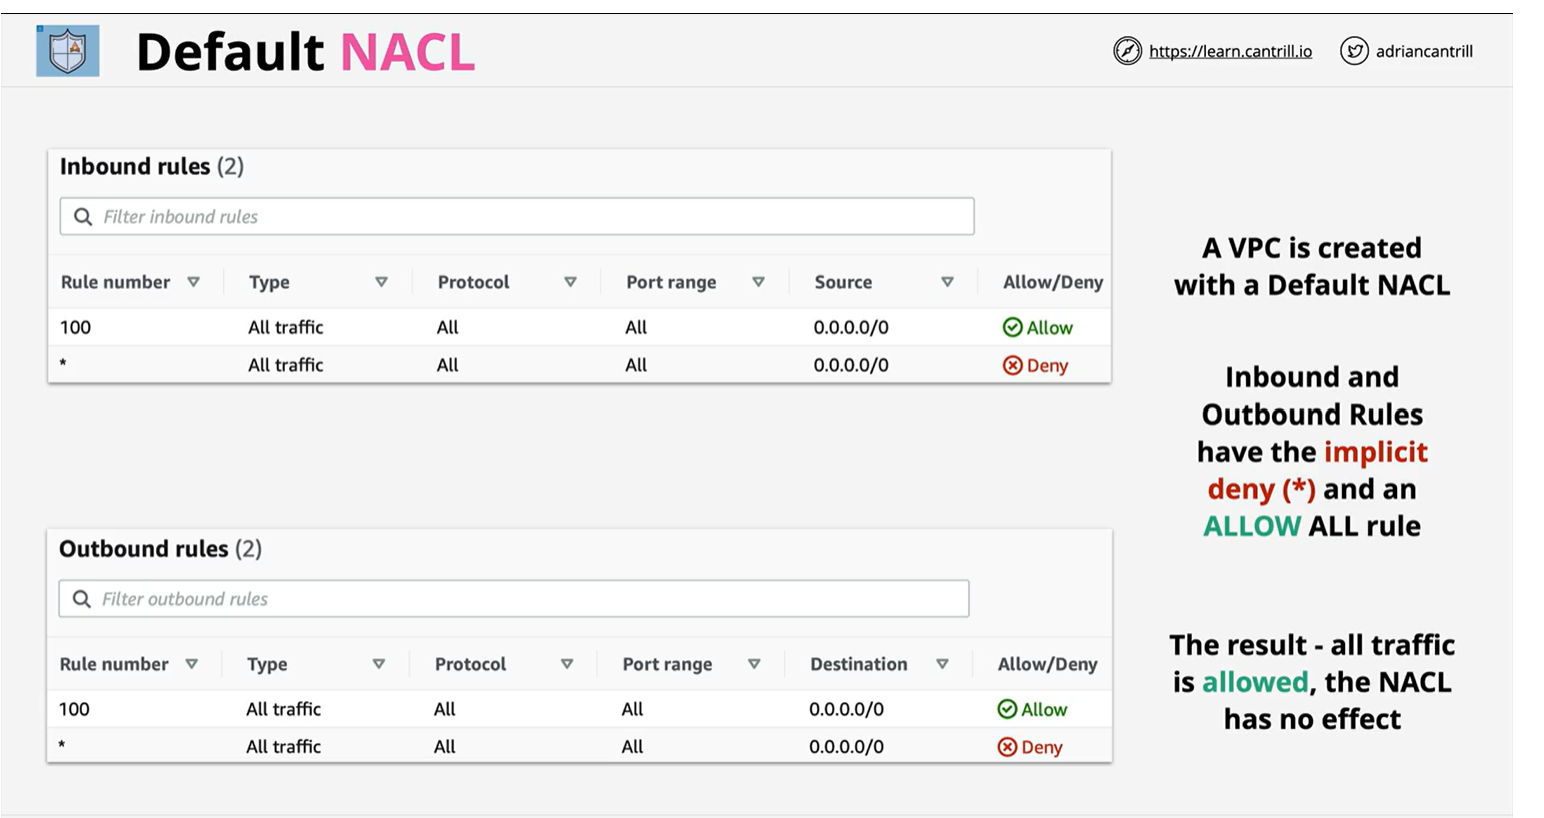 Default NACL
https://learn.cantrill.io adriancantrill
Inbound rules (2)
Filter inbound rules
Rule number Type Protocol Port range Source Allow/Deny
100 All traffic All All 0.0.0.0/0 Allow
* All traffic All All 0.0.0.0/0 Deny
Outbound rules (2)
Filter outbound rules
Rule number Type Protocol Port range Destination Allow/Deny
100 All traffic All All 0.0.0.0/0 Allow
* All traffic All All 0.0.0.0/0 Deny
A VPC is created
with a Default NACL
Inbound and
Outbound Rules
have the implicit
deny (*) and an
ALLOW ALL rule
The result - all traffic
is allowed, the NACL
has no effect